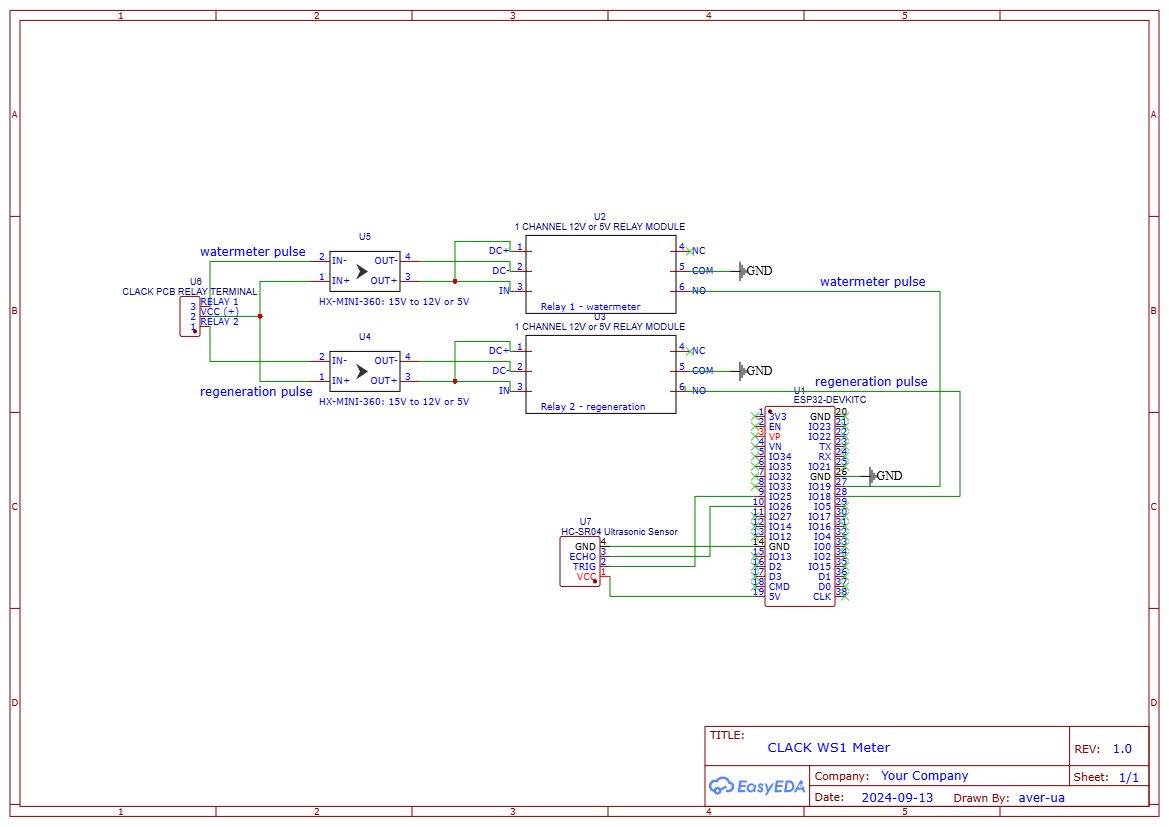 1 2 3 4 5
A A
B B
C C
D D
U2
1 CHANNEL 12V or 5V RELAY MODULE
U5
watermeter pulse
2 IN- OUT- 4
1 IN+ OUT+ 3
HX-MINI-360: 15V to 12V or 5V
DC+ 1 4 NC
DC- 2 5 COM GND
IN 3 6 NO
Relay 1 - watermeter
watermeter pulse
U6
CLACK PCB RELAY TERMINAL
3 RELAY 1
2 VCC (+)
1 RELAY 2
U3
1 CHANNEL 12V or 5V RELAY MODULE
U4
2 IN- OUT- 4
1 IN+ OUT+ 3
regeneration pulse
HX-MINI-360: 15V to 12V or 5V
DC+ 1 4 NC
DC- 2 5 COM GND
IN 3 6 NO
Relay 2 - regeneration
regeneration pulse
U1
ESP32-DEVKITC
1 3V3 GND 20
2 EN IO23 21
3 VP IO22 22
4 VN TX 23
5 IO34 RX 24
6 IO35 IO21 25
7 IO32 GND 26 GND
8 IO33 IO19 27
9 IO25 IO18 28
10 IO26 IO5 29
11 IO27 IO17 30
12 IO14 IO16 31
13 IO12 IO4 32
14 GND IO0 33
15 IO13 IO2 34
16 D2 IO15 35
17 D3 D1 36
18 CMD D0 37
19 5V CLK 38
U7
HC-SR04 Ultrasonic Sensor
GND 4
ECHO 3
TRIG 2
VCC 1
TITLE:
CLACK WS1 Meter
REV: 1.0
EasyEDA
Company: Your Company
Sheet: 1/1
Date: 2024-09-13 Drawn By: aver-ua
1 2 3 4 5